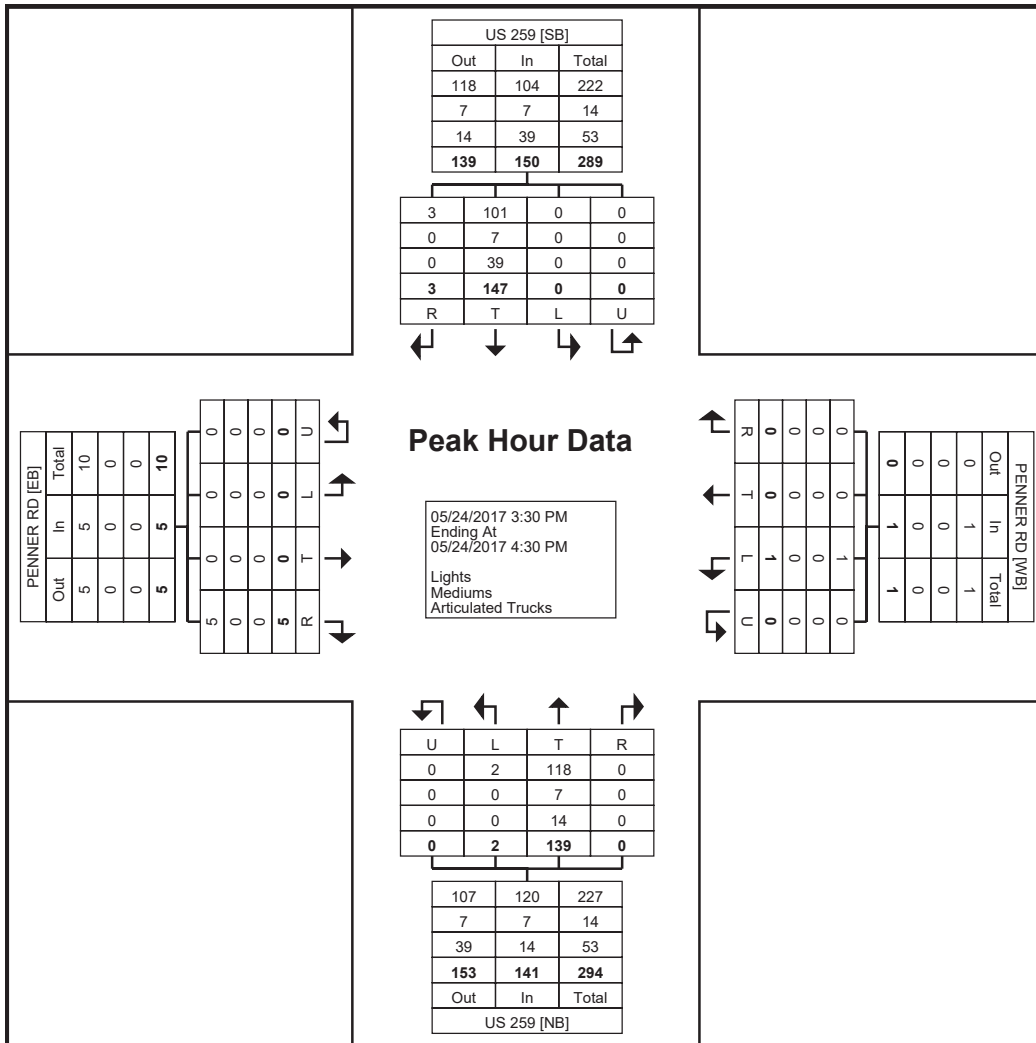 US 259 [SB]
Out In Total
118 104 222
7 7 14
14 39 53
139 150 289
3 101 0 0
0 7 0 0
0 39 0 0
3 147 0 0
R T L U
PENNER RD [EB]
Total 10 0 0 10
In 5 0 0 5
Out 5 0 0 5
0 0 0 0 U
0 0 0 0 L
0 0 0 0 T
5 0 0 5 R
Peak Hour Data
05/24/2017 3:30 PM
Ending At
05/24/2017 4:30 PM
Lights
Mediums
Articulated Trucks
R 0 0 0 0
T 0 0 0 0
L 1 0 0 1
U 0 0 0 0
0 0 0 0 Out
1 0 0 1 In
1 0 0 1 Total
PENNER RD [WB]
U L T R
0 2 118 0
0 0 7 0
0 0 14 0
0 2 139 0
107 120 227
7 7 14
39 14 53
153 141 294
Out In Total
US 259 [NB]